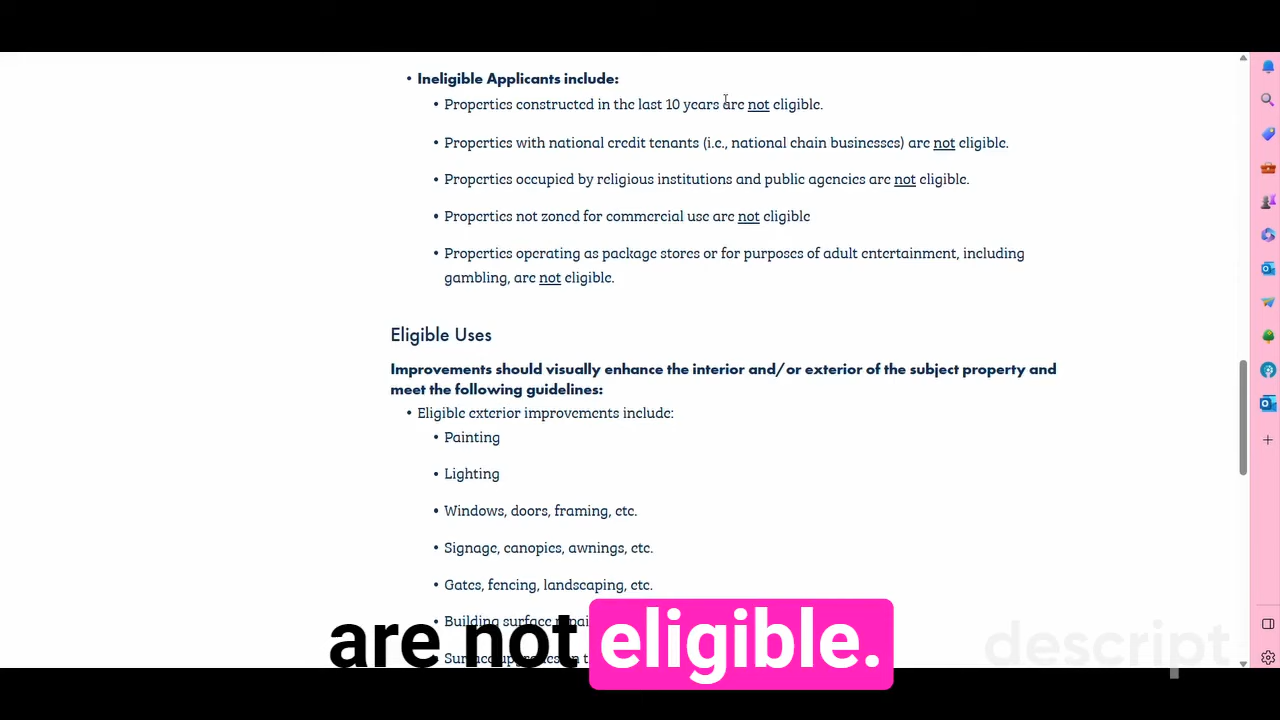 • Ineligible Applicants include:
• Properties constructed in the last 10 years are not eligible.
• Properties with national credit tenants (i.e., national chain businesses) are not eligible.
• Properties occupied by religious institutions and public agencies are not eligible.
• Properties not zoned for commercial use are not eligible
• Properties operating as package stores or for purposes of adult entertainment, including
gambling, are not eligible.
Eligible Uses
Improvements should visually enhance the interior and/or exterior of the subject property and
meet the following guidelines:
• Eligible exterior improvements include:
• Painting
• Lighting
• Windows, doors, framing, etc.
• Signage, canopies, awnings, etc.
• Gates, fencing, landscaping, etc.
• Building surface
are not eligible.
descript